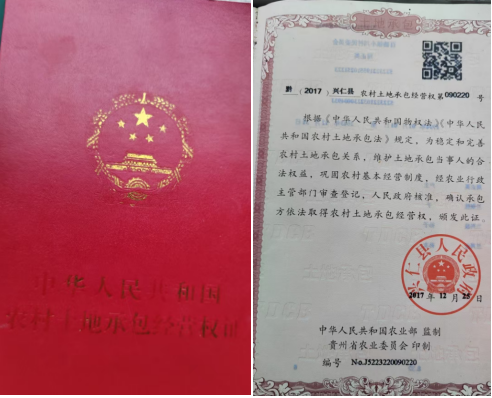 中华人民共和国
农村土地承包经营权证
黔 (2017) 兴仁县 农村土地承包经营权第090220号
根据《中华人民共和国物权法》《中华人民
共和国农村土地承包法》规定，为稳定和完善
农村土地承包关系，维护土地承包当事人的合
法权益，巩固农村基本经营制度，经农业行政
主管部门审查登记，人民政府核准，确认承包
方依法取得农村土地承包经营权，颁发此证。
兴仁县人民政府
2017 年 12 月 25 日
中华人民共和国农业部 监制
贵州省农业委员会 印制
编号 No.J5223220090220